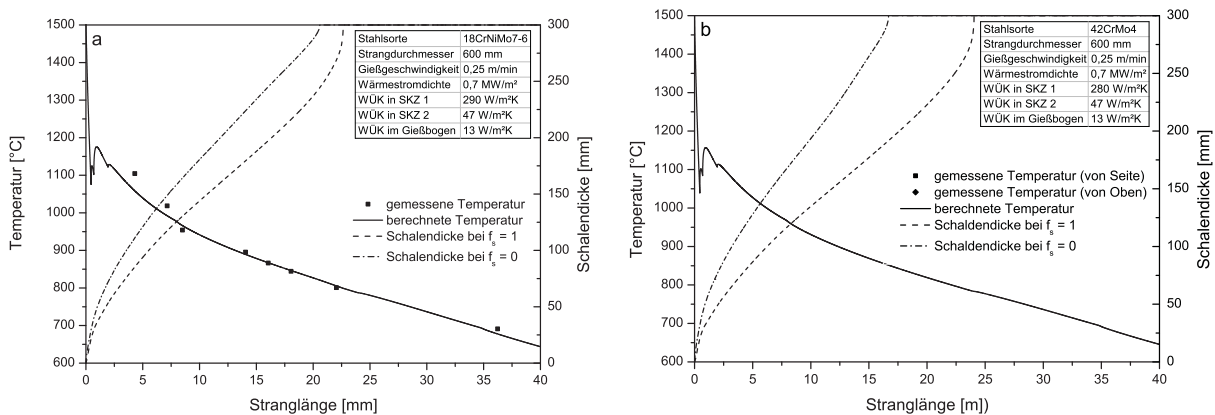 a
Temperatur [°C]
1500
1400
1300
1200
1100
1000
900
800
700
600
Stahlsorte 18CrNiMo7-6
Strangdurchmesser 600 mm
Gießgeschwindigkeit 0,25 m/min
Wärmestromdichte 0,7 MW/m²
WÜK in SKZ 1 290 W/m²K
WÜK in SKZ 2 47 W/m²K
WÜK im Gießbogen 13 W/m²K
gemessene Temperatur
berechnete Temperatur
Schalendicke bei fs = 1
Schalendicke bei fs = 0
300
250
200
150
100
50
0
Schalendicke [mm]
0 5 10 15 20 25 30 35 40
Stranglänge [mm]
b
Temperatur [°C]
1500
1400
1300
1200
1100
1000
900
800
700
600
Stahlsorte 42CrMo4
Strangdurchmesser 600 mm
Gießgeschwindigkeit 0,25 m/min
Wärmestromdichte 0,7 MW/m²
WÜK in SKZ 1 280 W/m²K
WÜK in SKZ 2 47 W/m²K
WÜK im Gießbogen 13 W/m²K
gemessene Temperatur (von Seite)
gemessene Temperatur (von Oben)
berechnete Temperatur
Schaldendicke bei fs = 1
Schaldendicke bei fs = 0
300
250
200
150
100
50
0
Schalendicke [mm]
0 5 10 15 20 25 30 35 40
Stranglänge [m])